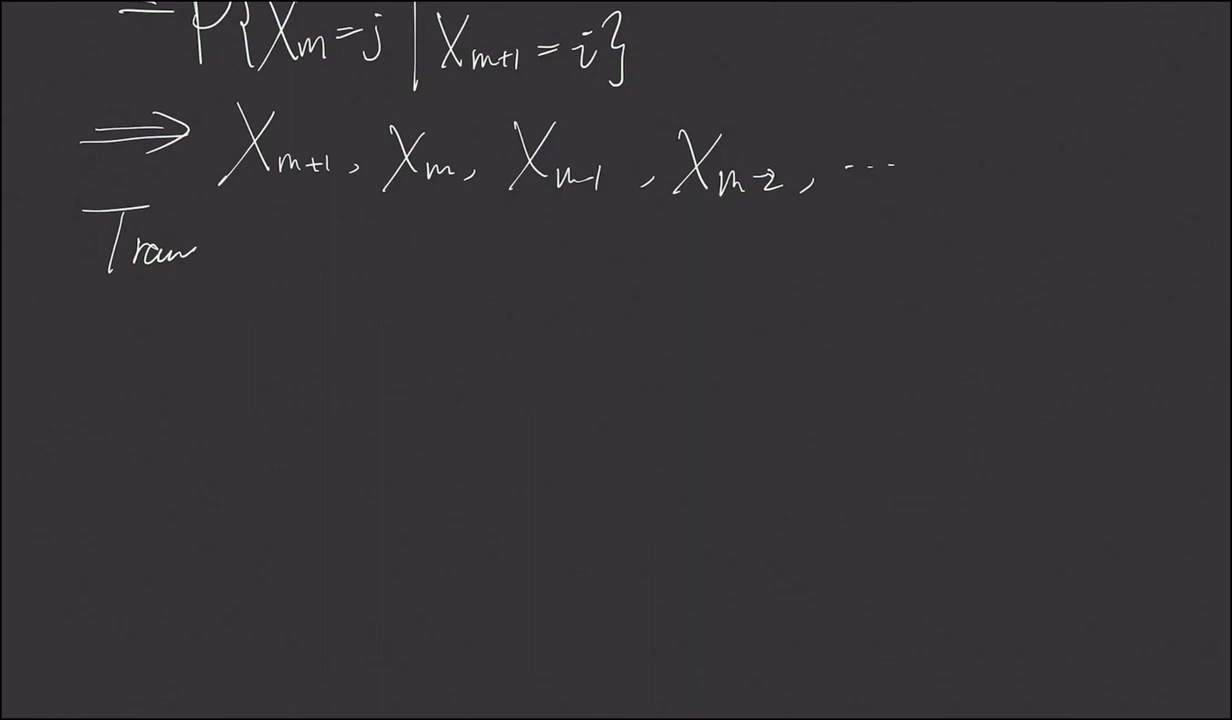 = P{X_m = j | X_{m+1} = i}
⟹ X_{m+1}, X_m, X_{m-1}, X_{m-2}, ...
Tran